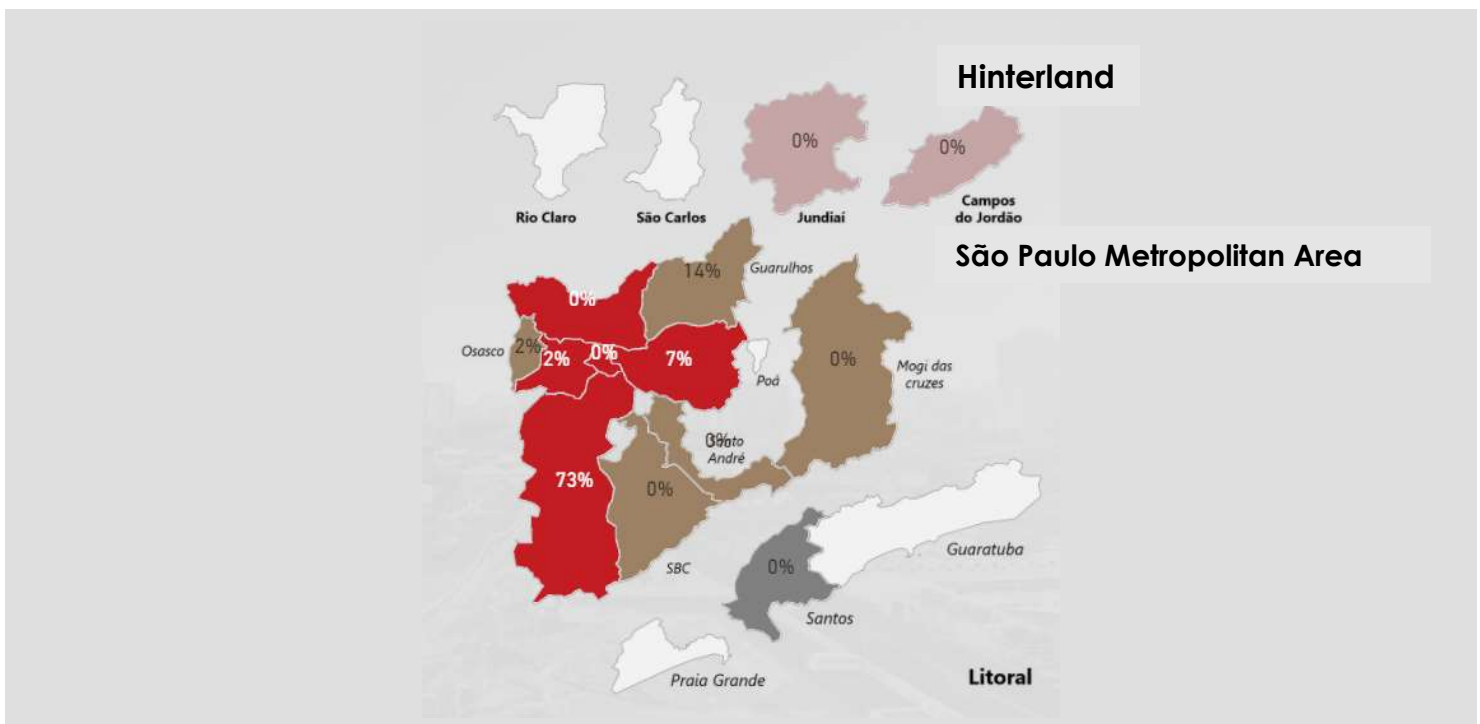 Hinterland
0%
0%
Rio Claro
São Carlos
Jundiaí
Campos
do Jordão
São Paulo Metropolitan Area
14%
Guarulhos
0%
Osasco
2%
2%
0%
7%
Poá
0%
Mogi das
cruzes
0%
Santo
André
73%
0%
SBC
Guaratuba
0%
Santos
Praia Grande
Litoral